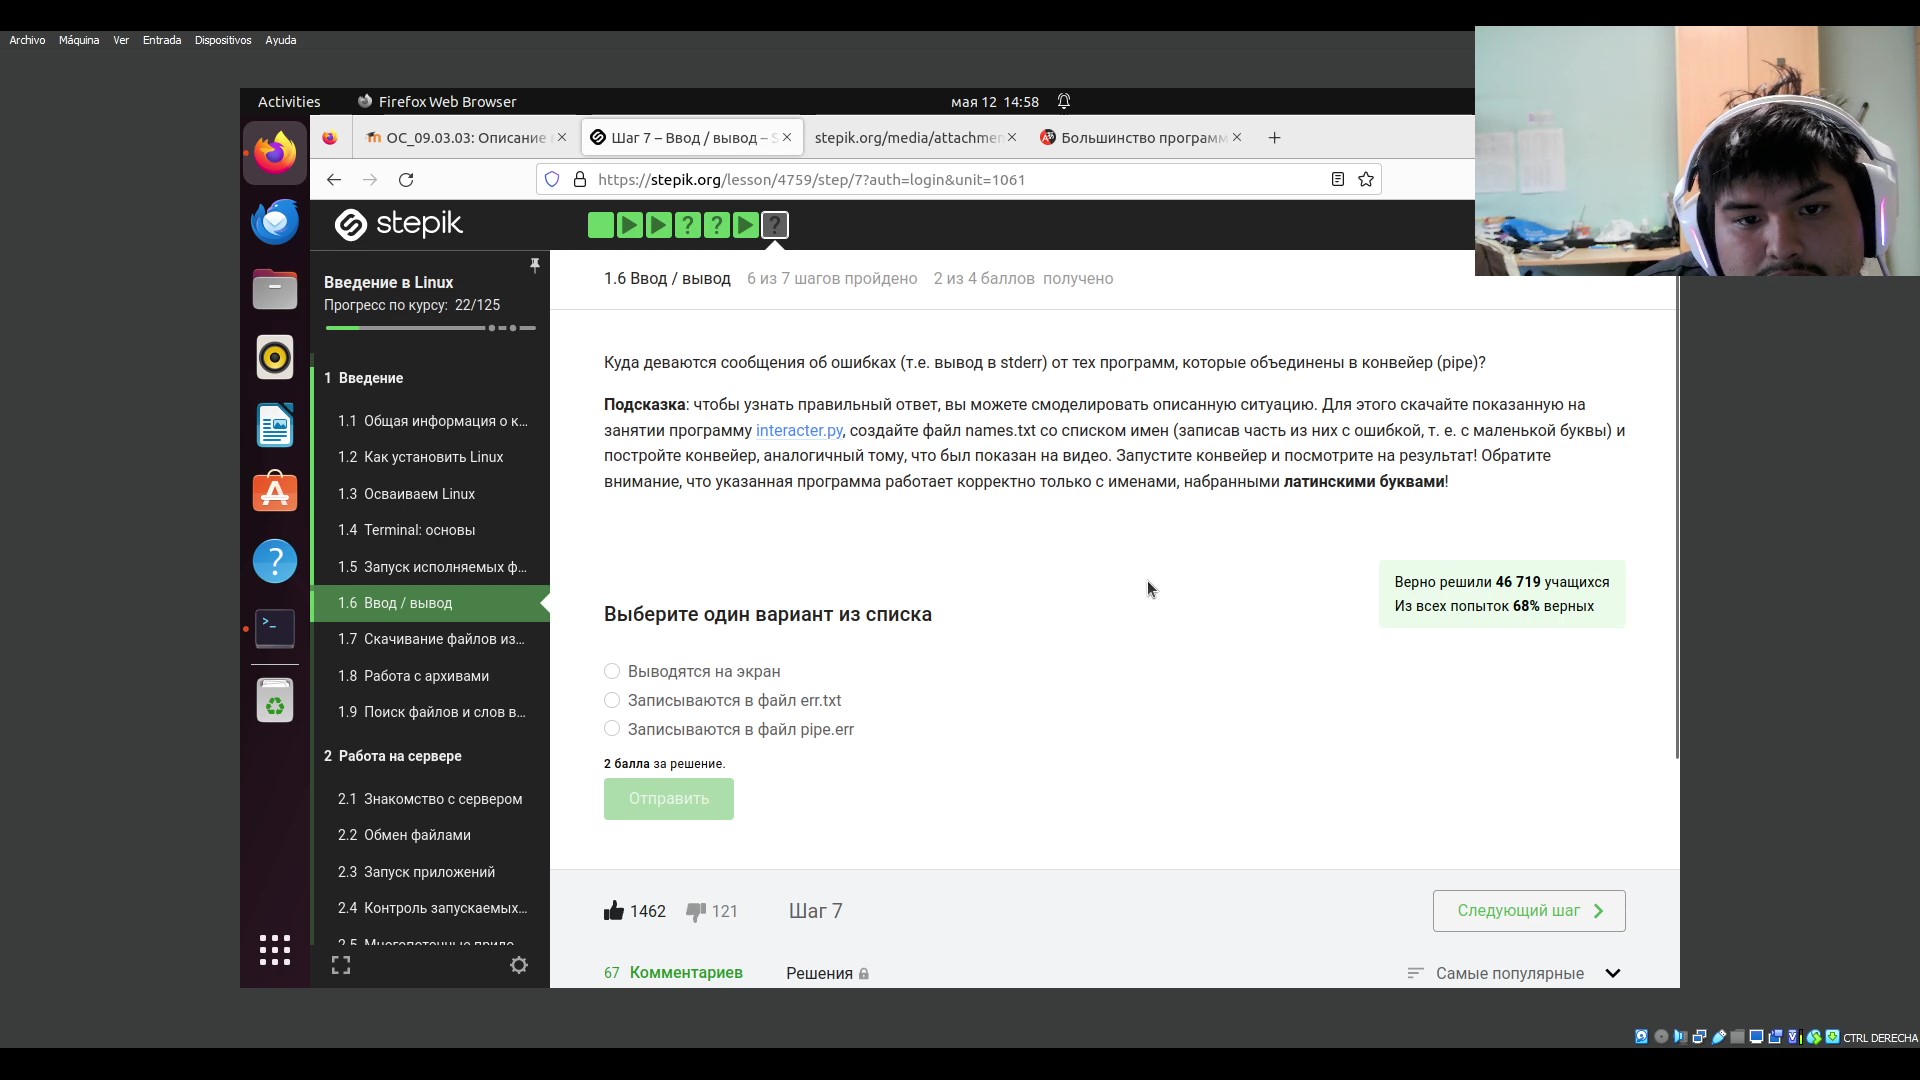 Archivo Máquina Ver Entrada Dispositivos Ayuda
Activities Firefox Web Browser мая 12 14:58
ОС_09.03.03: Описание
Шаг 7 – Ввод / вывод – S
stepik.org/media/attachmen
Большинство программ
https://stepik.org/lesson/4759/step/7?auth=login&unit=1061
stepik
Введение в Linux
Прогресс по курсу: 22/125
1 Введение
1.1 Общая информация о к...
1.2 Как установить Linux
1.3 Осваиваем Linux
1.4 Terminal: основы
1.5 Запуск исполняемых ф...
1.6 Ввод / вывод
1.7 Скачивание файлов из...
1.8 Работа с архивами
1.9 Поиск файлов и слов в...
2 Работа на сервере
2.1 Знакомство с сервером
2.2 Обмен файлами
2.3 Запуск приложений
2.4 Контроль запускаемых...
2.5 Многопоточные прило...
1.6 Ввод / вывод 6 из 7 шагов пройдено 2 из 4 баллов получено
Куда деваются сообщения об ошибках (т.е. вывод в stderr) от тех программ, которые объединены в конвейер (pipe)?
Подсказка: чтобы узнать правильный ответ, вы можете смоделировать описанную ситуацию. Для этого скачайте показанную на
занятии программу interacter.py, создайте файл names.txt со списком имен (записав часть из них с ошибкой, т. е. с маленькой буквы) и
постройте конвейер, аналогичный тому, что был показан на видео. Запустите конвейер и посмотрите на результат! Обратите
внимание, что указанная программа работает корректно только с именами, набранными латинскими буквами!
Верно решили 46 719 учащихся
Из всех попыток 68% верных
Выберите один вариант из списка
Выводятся на экран
Записываются в файл err.txt
Записываются в файл pipe.err
2 балла за решение.
Отправить
1462 121 Шаг 7 Следующий шаг
67 Комментариев Решения Самые популярные
CTRL DERECHA